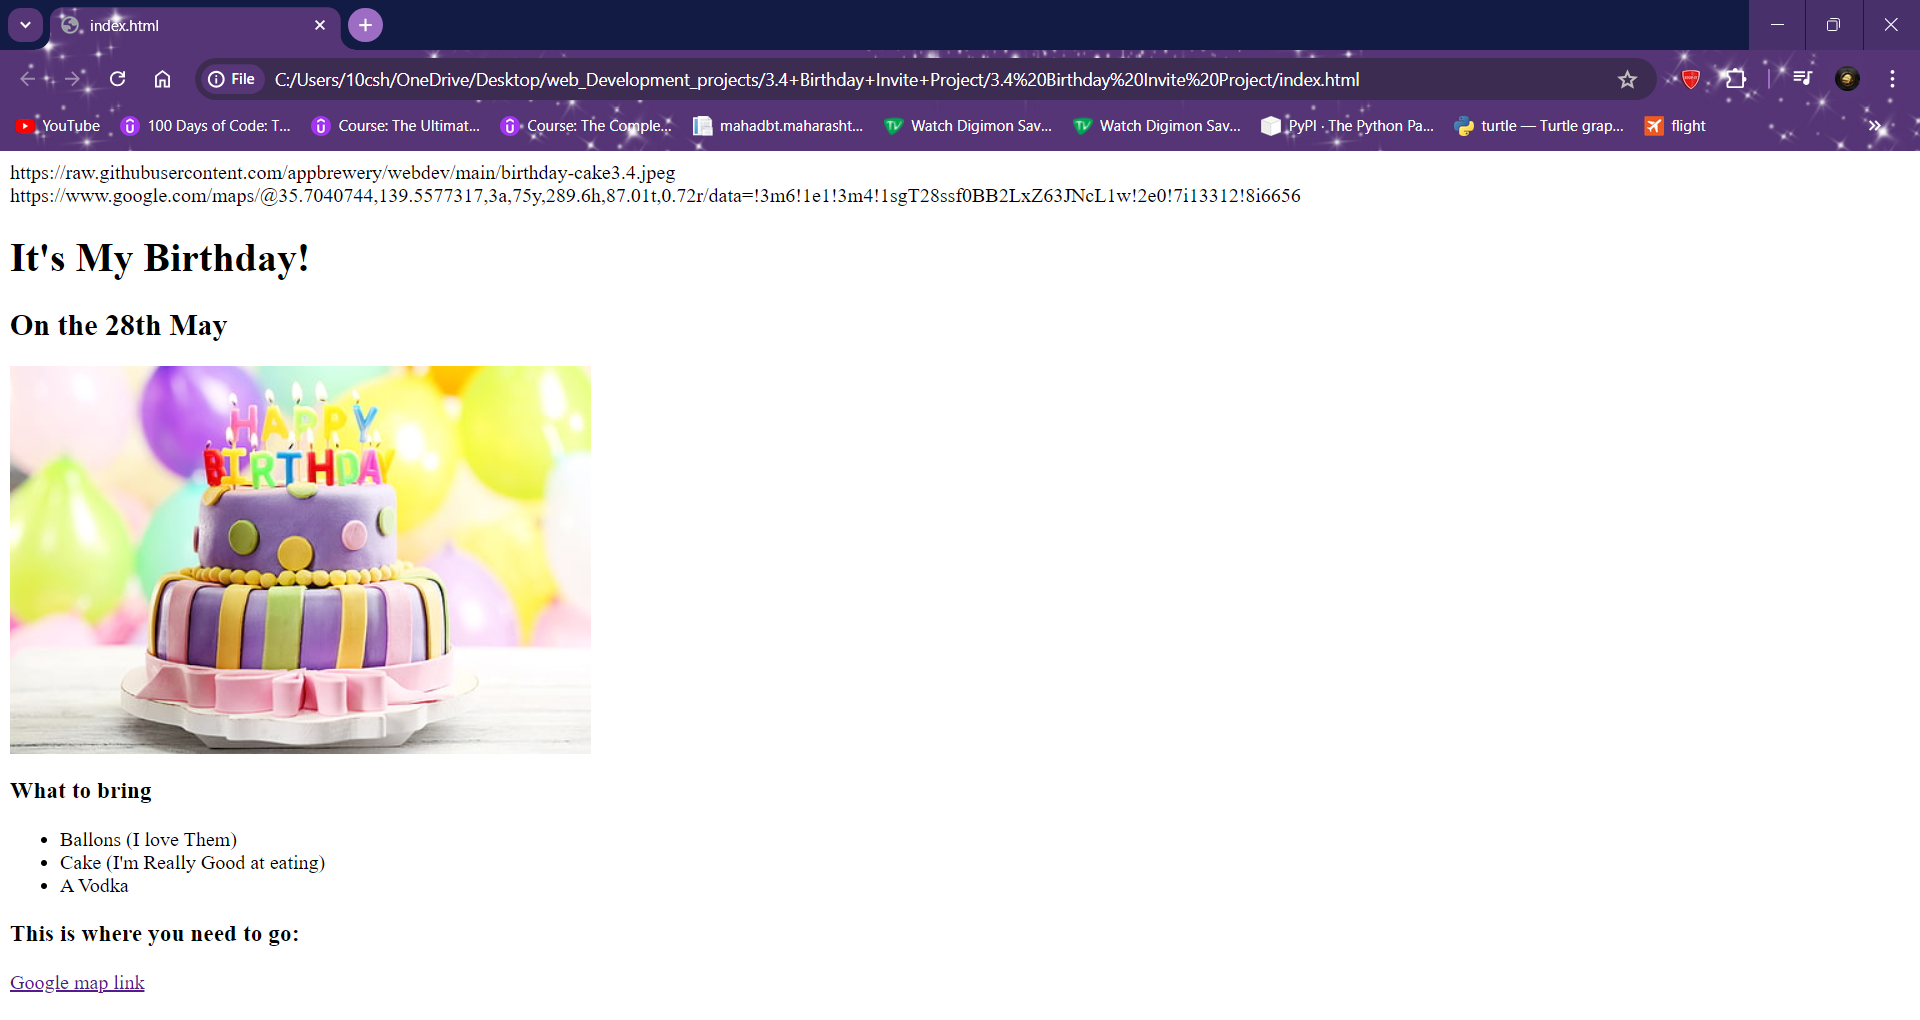 index.html
File C:/Users/10csh/OneDrive/Desktop/web_Development_projects/3.4+Birthday+Invite+Project/3.4%20Birthday%20Invite%20Project/index.html
YouTube 100 Days of Code: T... Course: The Ultimat... Course: The Comple... mahadbt.maharasht... Watch Digimon Sav... Watch Digimon Sav... PyPI · The Python Pa... turtle — Turtle grap... flight
https://raw.githubusercontent.com/appbrewery/webdev/main/birthday-cake3.4.jpeg
https://www.google.com/maps/@35.7040744,139.5577317,3a,75y,289.6h,87.01t,0.72r/data=!3m6!1e1!3m4!1sgT28ssf0BB2LxZ63JNcL1w!2e0!7i13312!8i6656
It's My Birthday!
On the 28th May
HAPPY
BIRTHDAY
What to bring
Ballons (I love Them)
Cake (I'm Really Good at eating)
A Vodka
This is where you need to go:
Google map link